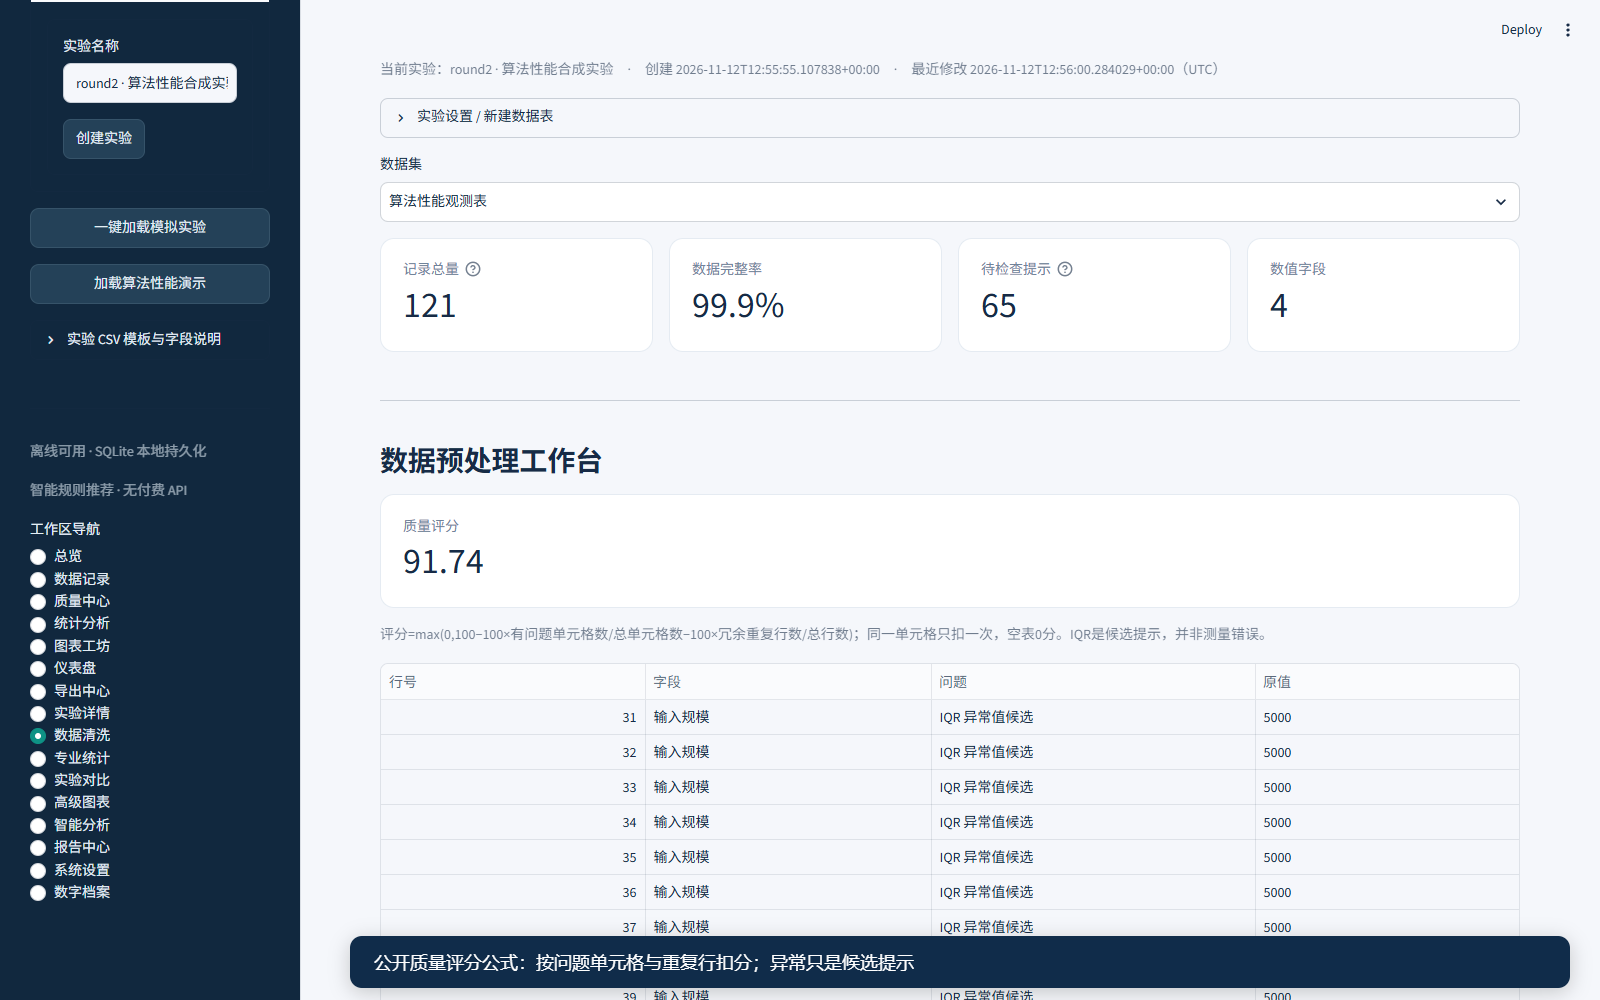 实验名称
round2 · 算法性能合成实
创建实验
一键加载模拟实验
加载算法性能演示
实验 CSV 模板与字段说明
离线可用 · SQLite 本地持久化
智能规则推荐 · 无付费 API
工作区导航
总览
数据记录
质量中心
统计分析
图表工坊
仪表盘
导出中心
实验详情
数据清洗
专业统计
实验对比
高级图表
智能分析
报告中心
系统设置
数字档案
Deploy
当前实验：round2 · 算法性能合成实验 · 创建 2026-11-12T12:55:55.107838+00:00 · 最近修改 2026-11-12T12:56:00.284029+00:00（UTC）
实验设置 / 新建数据表
数据集
算法性能观测表
记录总量
121
数据完整率
99.9%
待检查提示
65
数值字段
4
数据预处理工作台
质量评分
91.74
评分=max(0,100−100×有问题单元格数/总单元格数−100×冗余重复行数/总行数)；同一单元格只扣一次，空表0分。IQR是候选提示，并非测量错误。
行号 字段 问题 原值
31 输入规模 IQR 异常值候选 5000
32 输入规模 IQR 异常值候选 5000
33 输入规模 IQR 异常值候选 5000
34 输入规模 IQR 异常值候选 5000
35 输入规模 IQR 异常值候选 5000
36 输入规模 IQR 异常值候选 5000
37 输入规模 IQR 异常值候选 5000
公开质量评分公式：按问题单元格与重复行扣分；异常只是候选提示
39 输入规模 IQR 异常值候选 5000